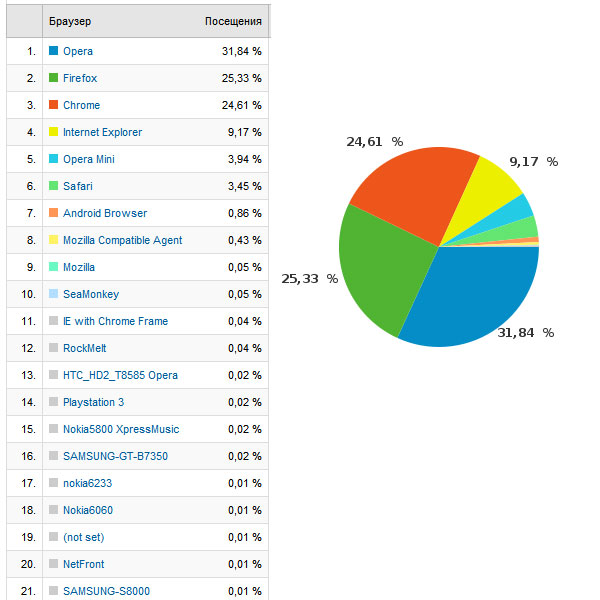 Браузер Посещения
1. Opera 31,84 %
2. Firefox 25,33 %
3. Chrome 24,61 %
4. Internet Explorer 9,17 %
5. Opera Mini 3,94 %
6. Safari 3,45 %
7. Android Browser 0,86 %
8. Mozilla Compatible Agent 0,43 %
9. Mozilla 0,05 %
10. SeaMonkey 0,05 %
11. IE with Chrome Frame 0,04 %
12. RockMelt 0,04 %
13. HTC_HD2_T8585 Opera 0,02 %
14. Playstation 3 0,02 %
15. Nokia5800 XpressMusic 0,02 %
16. SAMSUNG-GT-B7350 0,02 %
17. nokia6233 0,01 %
18. Nokia6060 0,01 %
19. (not set) 0,01 %
20. NetFront 0,01 %
21. SAMSUNG-S8000 0,01 %
24,61 %
9,17 %
25,33 %
31,84 %